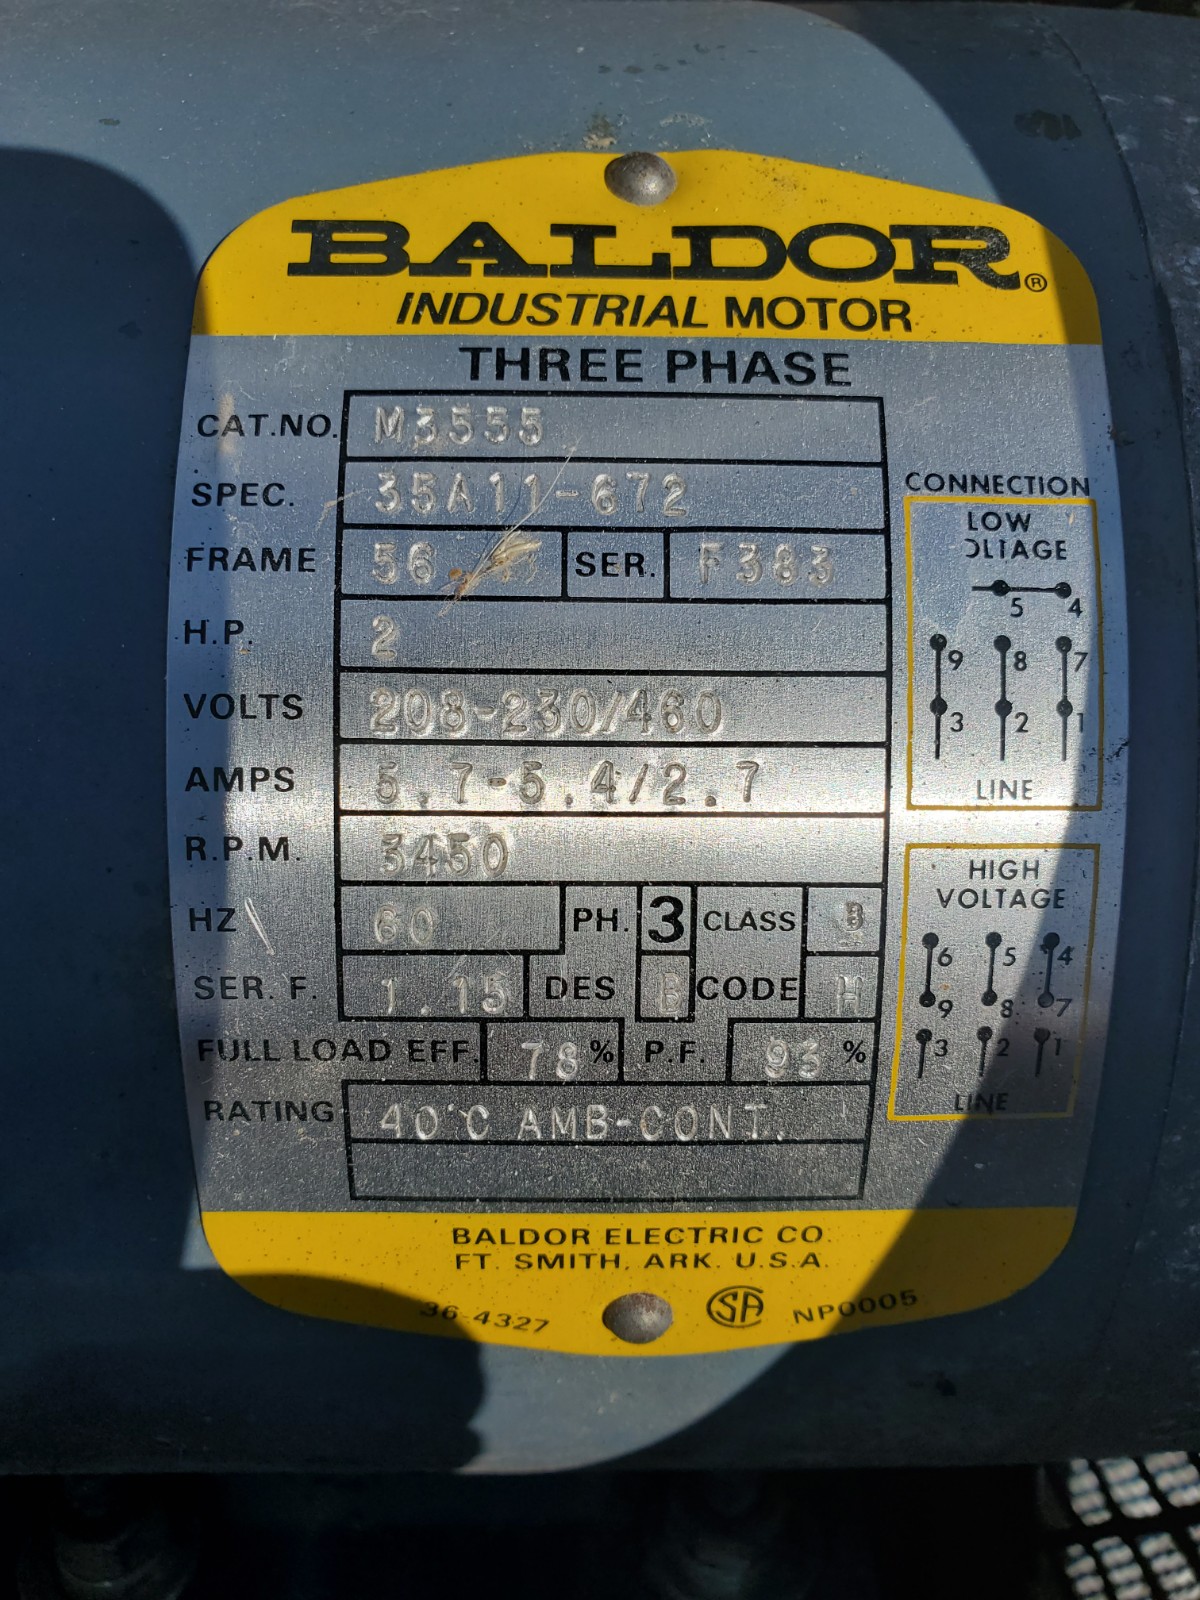 BALDOR®
INDUSTRIAL MOTOR
THREE PHASE
CAT.NO. M3555
SPEC. 35A11-672
FRAME 56 SER. F383
H.P. 2
VOLTS 208-230/460
AMPS 5.7-5.4/2.7
R.P.M. 3450
HZ 60 PH. 3 CLASS B
SER. F. 1.15 DES B CODE H
FULL LOAD EFF. 78 % P.F. 93 %
RATING 40°C AMB-CONT.
CONNECTION
LOW
OLTAGE
5 4
9 8 7
3 2 1
LINE
HIGH
VOLTAGE
6 5 4
9 8 7
3 2 1
LINE
BALDOR ELECTRIC CO.
FT. SMITH, ARK. U.S.A.
36-4327 SA NP0005